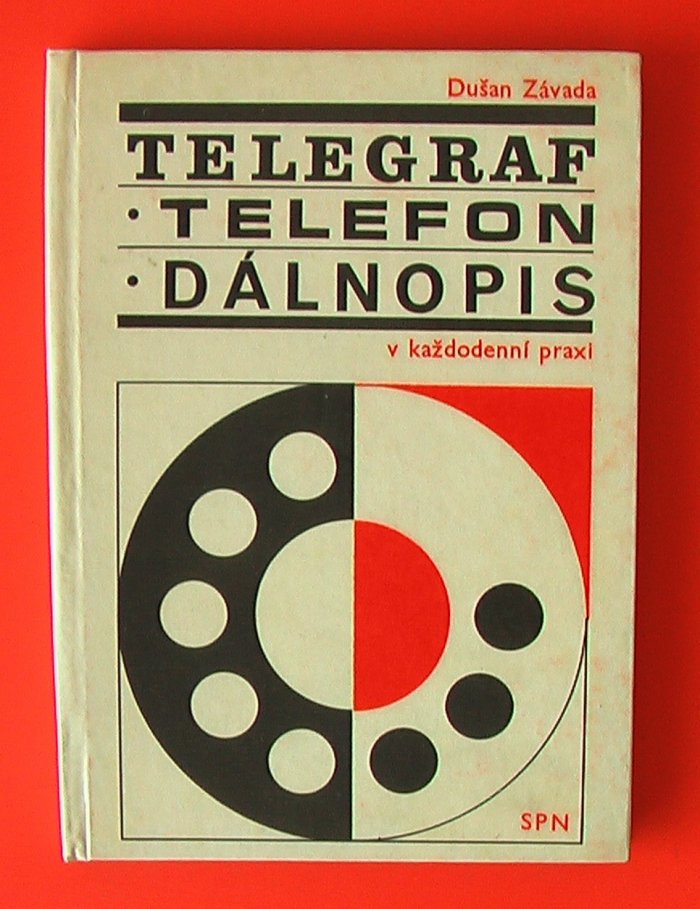 Dušan Závada
TELEGRAF
· TELEFON
· DÁLNOPIS
v každodenní praxi
SPN